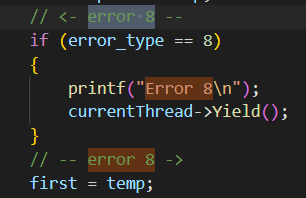 // <- error 8 --
if (error_type == 8)
{
printf("Error 8\n");
currentThread->Yield();
}
// -- error 8 ->
first = temp;